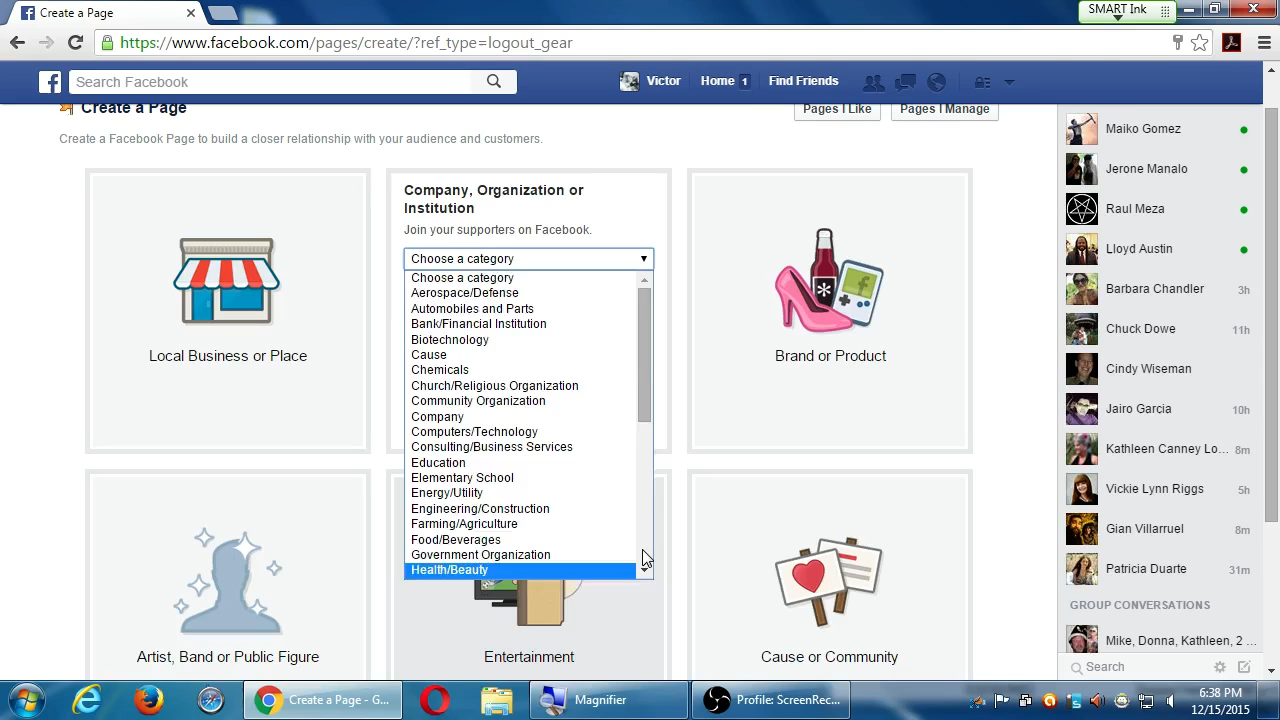 Create a Page
SMART Ink
https://www.facebook.com/pages/create/?ref_type=logout_gear
Search Facebook
Victor
Home 1
Find Friends
Create a Page
Pages I Like
Pages I Manage
Create a Facebook Page to build a closer relationship with your audience and customers.
Local Business or Place
Company, Organization or
Institution
Join your supporters on Facebook.
Choose a category
Choose a category
Aerospace/Defense
Automobiles and Parts
Bank/Financial Institution
Biotechnology
Cause
Chemicals
Church/Religious Organization
Community Organization
Company
Computers/Technology
Consulting/Business Services
Education
Elementary School
Energy/Utility
Engineering/Construction
Farming/Agriculture
Food/Beverages
Government Organization
Health/Beauty
Brand or Product
Artist, Band or Public Figure
Entertainment
Cause or Community
Maiko Gomez
Jerone Manalo
Raul Meza
Lloyd Austin
Barbara Chandler 3h
Chuck Dowe 11h
Cindy Wiseman
Jairo Garcia 10h
Kathleen Canney Lo... 8m
Vickie Lynn Riggs 5h
Gian Villarruel 8m
Patricia Duarte 31m
GROUP CONVERSATIONS
Mike, Donna, Kathleen, 2 ...
Search
Create a Page - G...
Magnifier
Profile: ScreenRec...
6:38 PM
12/15/2015